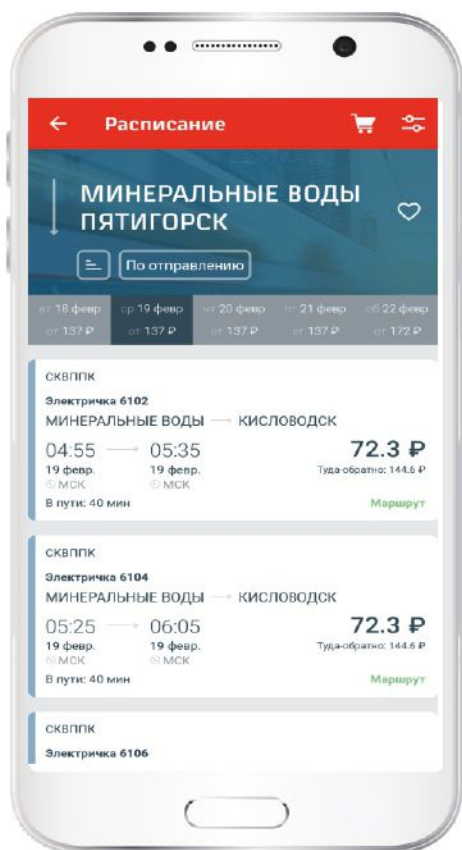 Расписание
МИНЕРАЛЬНЫЕ ВОДЫ
ПЯТИГОРСК
По отправлению
вт 18 февр ср 19 февр чт 20 февр пт 21 февр сб 22 февр
от 137 ₽ от 137 ₽ от 137 ₽ от 137 ₽ от 172 ₽
СКВППК
Электричка 6102
МИНЕРАЛЬНЫЕ ВОДЫ → КИСЛОВОДСК
04:55 → 05:35 72.3 ₽
19 февр. 19 февр. Туда-обратно: 144.6 ₽
МСК МСК
В пути: 40 мин Маршрут
СКВППК
Электричка 6104
МИНЕРАЛЬНЫЕ ВОДЫ → КИСЛОВОДСК
05:25 → 06:05 72.3 ₽
19 февр. 19 февр. Туда-обратно: 144.6 ₽
МСК МСК
В пути: 40 мин Маршрут
СКВППК
Электричка 6106